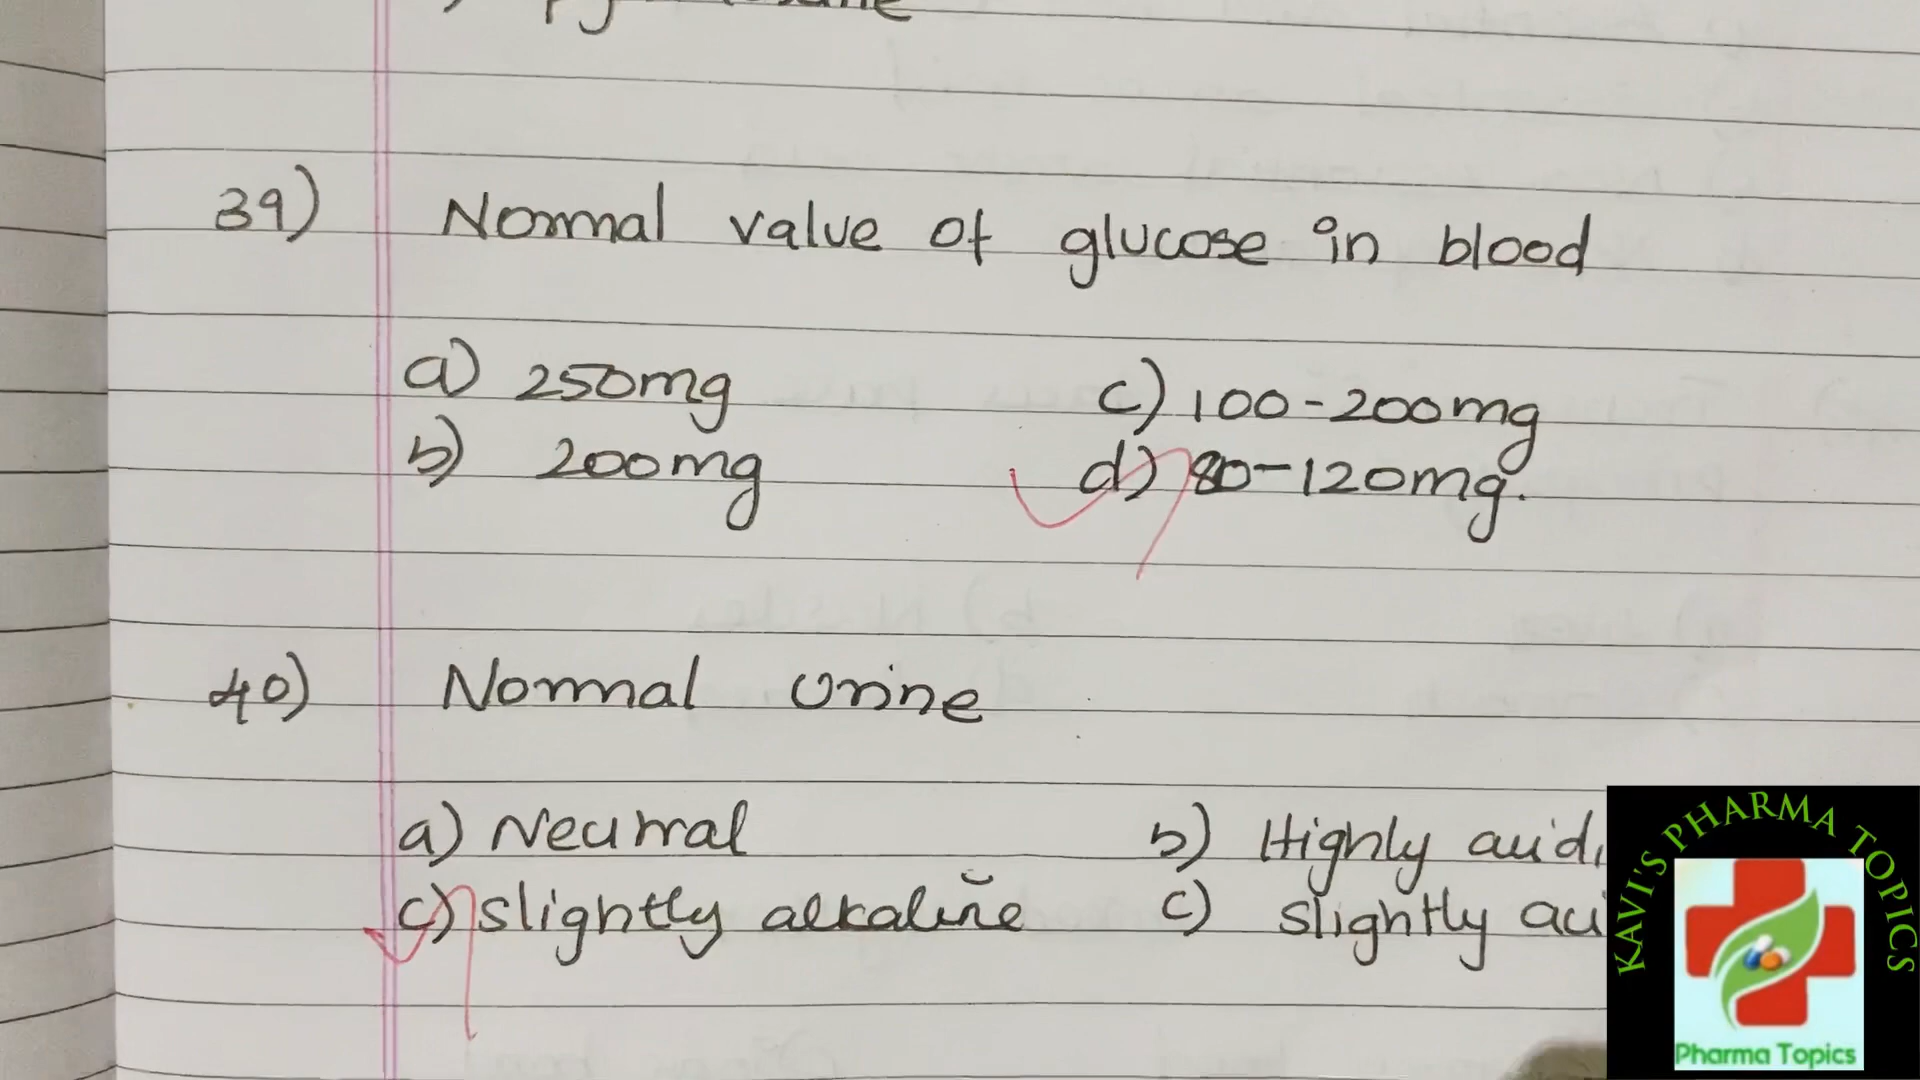 39) Normal value of glucose in blood
a) 250mg c) 100-200mg
b) 200mg d) 80-120mg.
40) Normal Urine
a) Neutral b) Highly
c) slightly alkaline c) slightly
KAVI'S PHARMA TOPICS
Pharma Topics